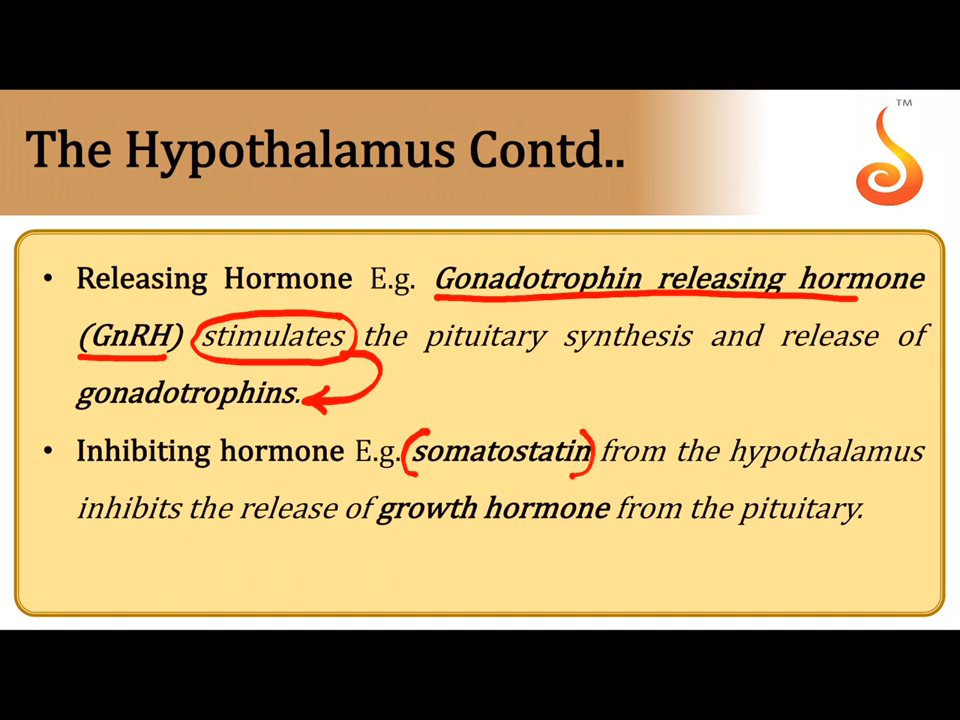 TM
The Hypothalamus Contd..
• Releasing Hormone E.g. Gonadotrophin releasing hormone
(GnRH) stimulates the pituitary synthesis and release of
gonadotrophins.
• Inhibiting hormone E.g. somatostatin from the hypothalamus
inhibits the release of growth hormone from the pituitary.